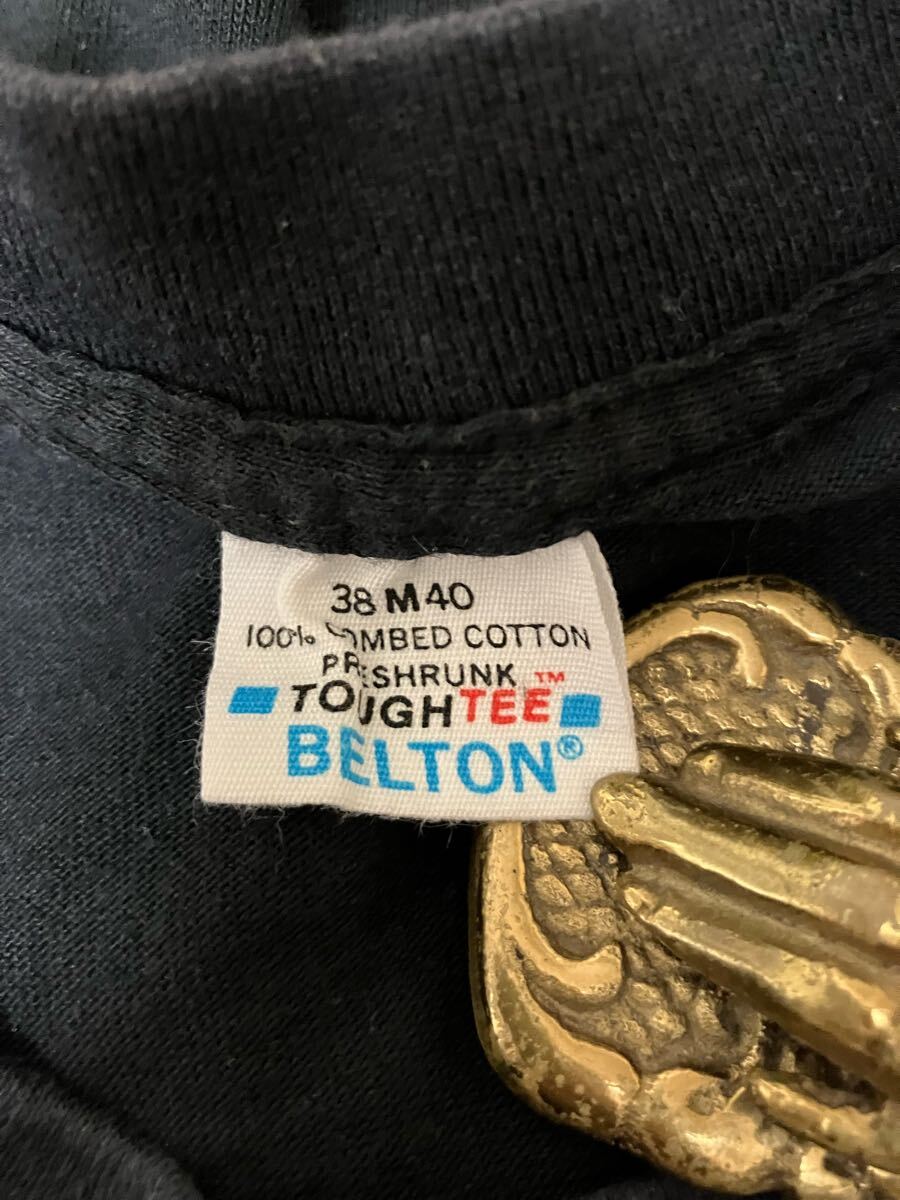 38 M 40
100% COMBED COTTON
PRESHRUNK
TOUGHTEE™
BELTON®